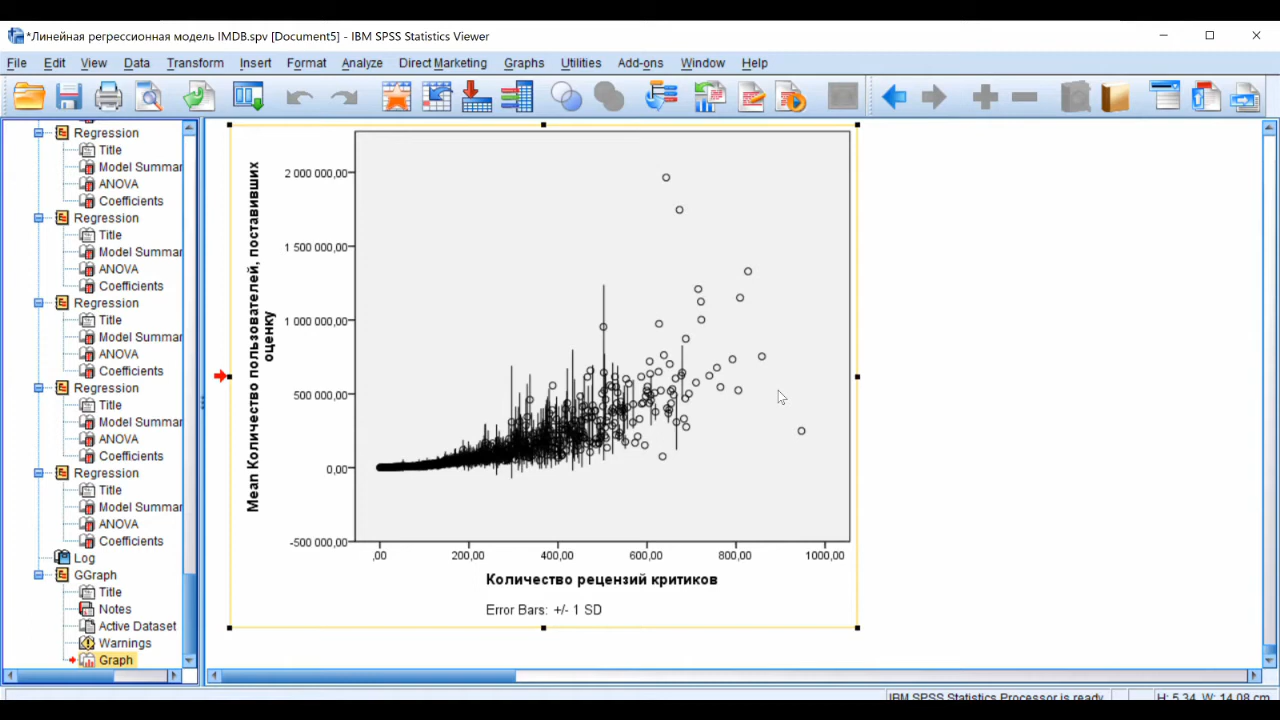 *Линейная регрессионная модель IMDB.spv [Document5] - IBM SPSS Statistics Viewer
File Edit View Data Transform Insert Format Analyze Direct Marketing Graphs Utilities Add-ons Window Help
Regression
Title
Model Summar
ANOVA
Coefficients
Regression
Title
Model Summar
ANOVA
Coefficients
Regression
Title
Model Summar
ANOVA
Coefficients
Regression
Title
Model Summar
ANOVA
Coefficients
Regression
Title
Model Summar
ANOVA
Coefficients
Log
GGraph
Title
Notes
Active Dataset
Warnings
Graph
Mean Количество пользователей, поставивших
оценку
2 000 000,00
1 500 000,00
1 000 000,00
500 000,00
0,00
-500 000,00
,00 200,00 400,00 600,00 800,00 1000,00
Количество рецензий критиков
Error Bars: +/- 1 SD
IBM SPSS Statistics Processor is ready
H: 5,34, W: 14,08 cm